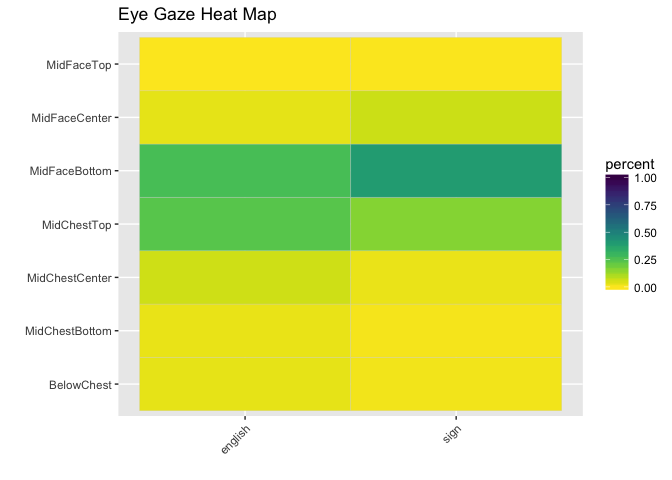 Eye Gaze Heat Map
MidFaceTop
MidFaceCenter
MidFaceBottom
MidChestTop
MidChestCenter
MidChestBottom
BelowChest
english
sign
percent
1.00
0.75
0.50
0.25
0.00